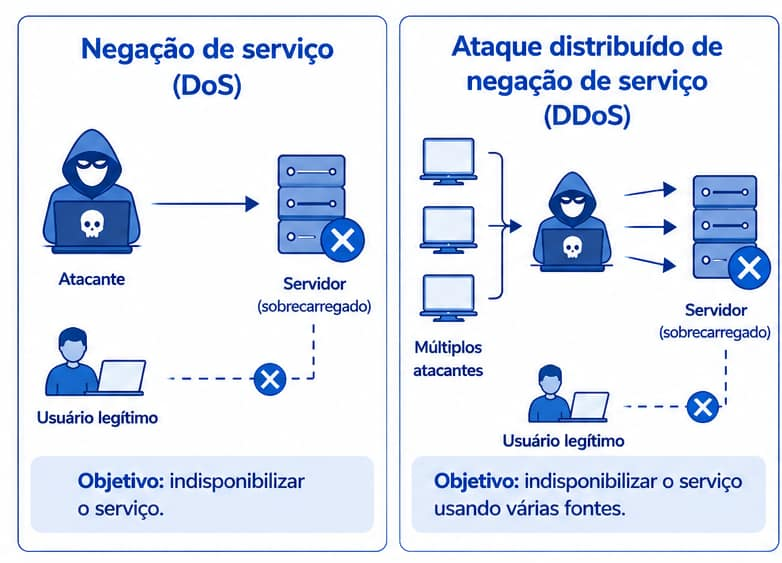 Negação de serviço
(DoS)
Atacante
Servidor
(sobrecarregado)
Usuário legítimo
Objetivo: indisponibilizar
o serviço.
Ataque distribuído de
negação de serviço
(DDoS)
Múltiplos
atacantes
Servidor
(sobrecarregado)
Usuário legítimo
Objetivo: indisponibilizar o serviço
usando várias fontes.